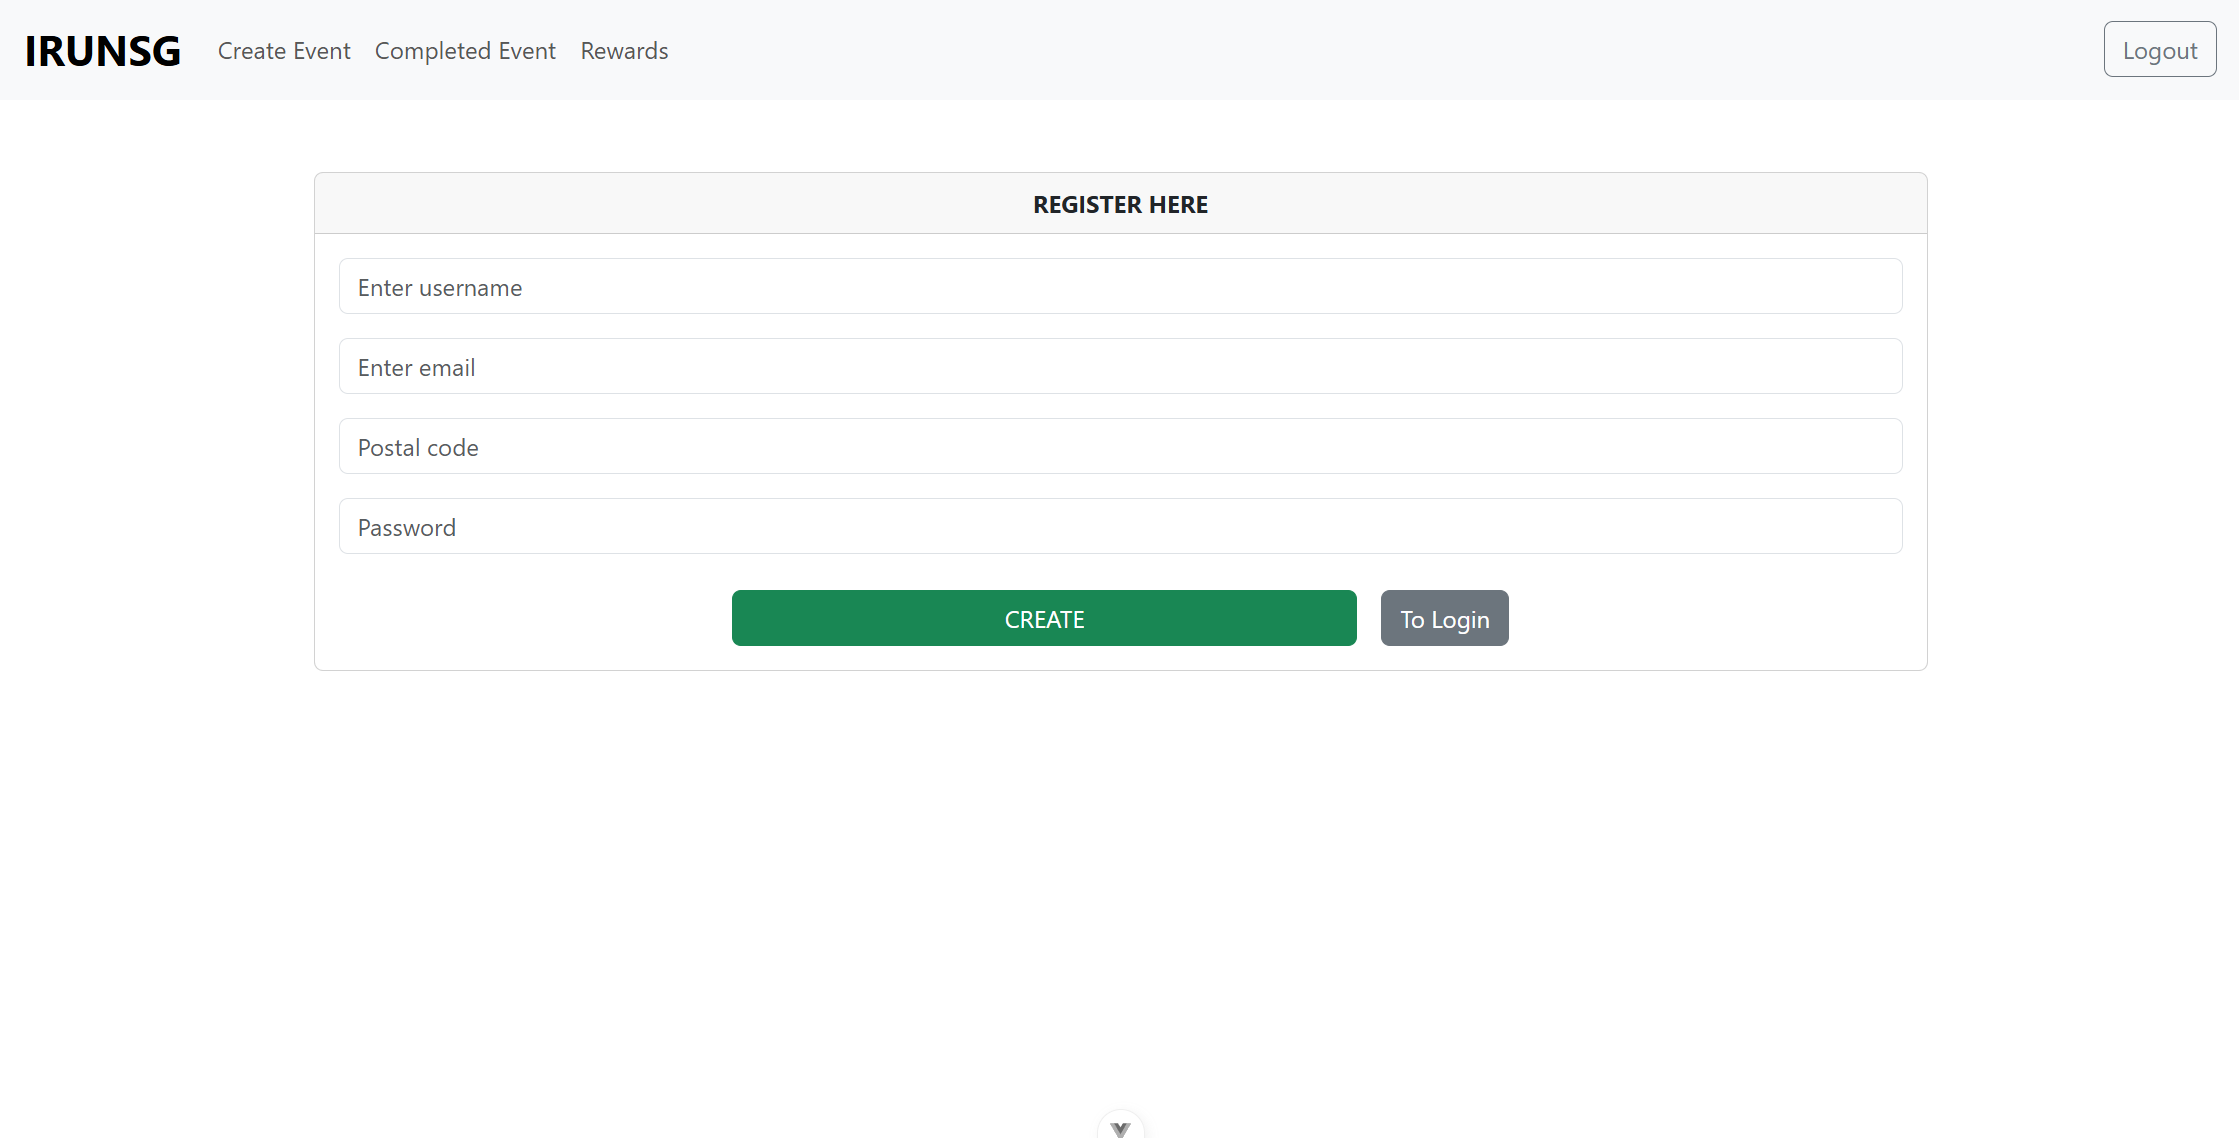 IRUNSG Create Event Completed Event Rewards Logout
REGISTER HERE
Enter username
Enter email
Postal code
Password
CREATE To Login